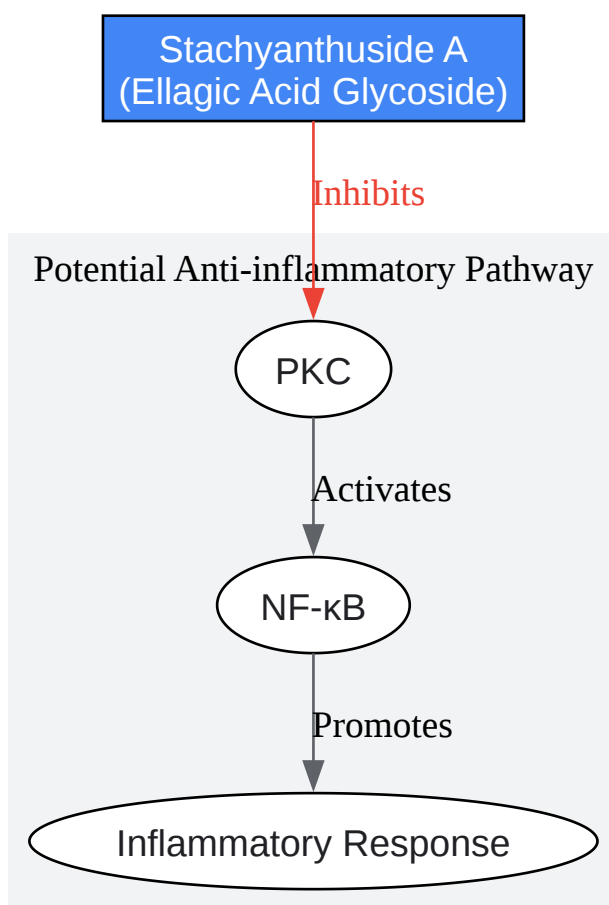 Stachyanthuside A
(Ellagic Acid Glycoside)
Inhibits
Potential Anti-inflammatory Pathway
PKC
Activates
NF-κB
Promotes
Inflammatory Response